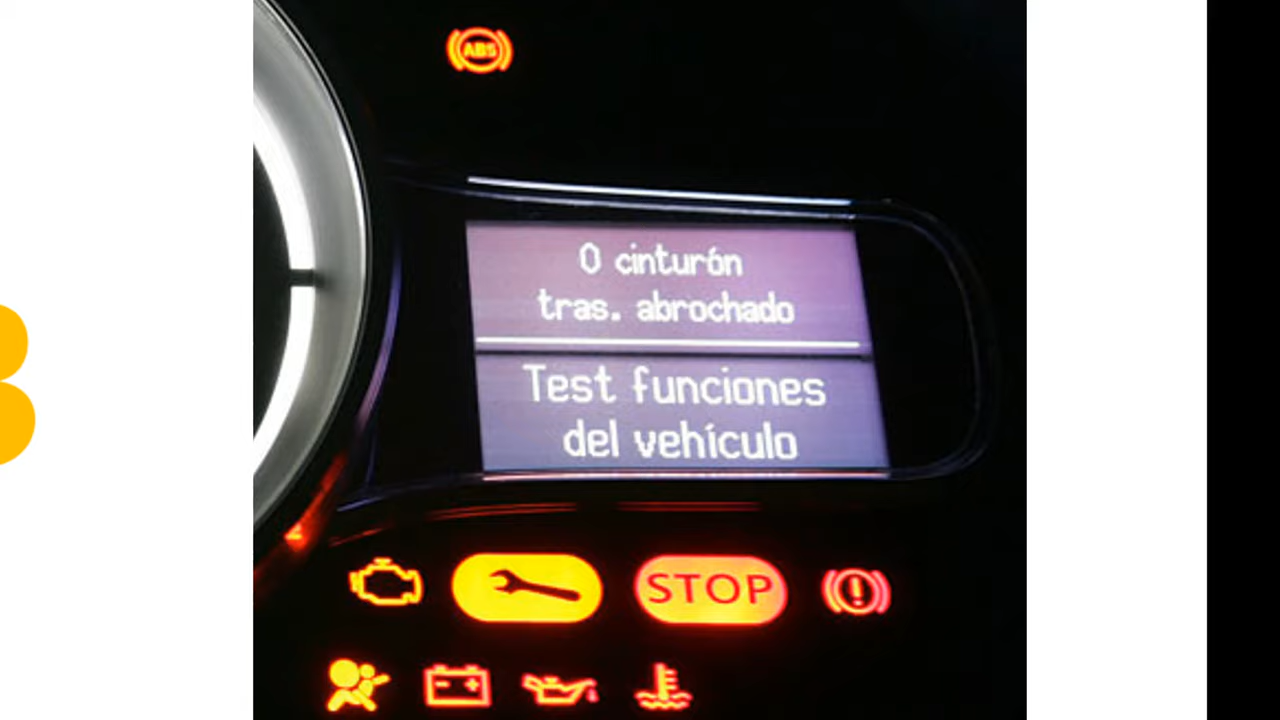 ABS
0 cinturón
tras. abrochado
Test funciones
del vehículo
STOP